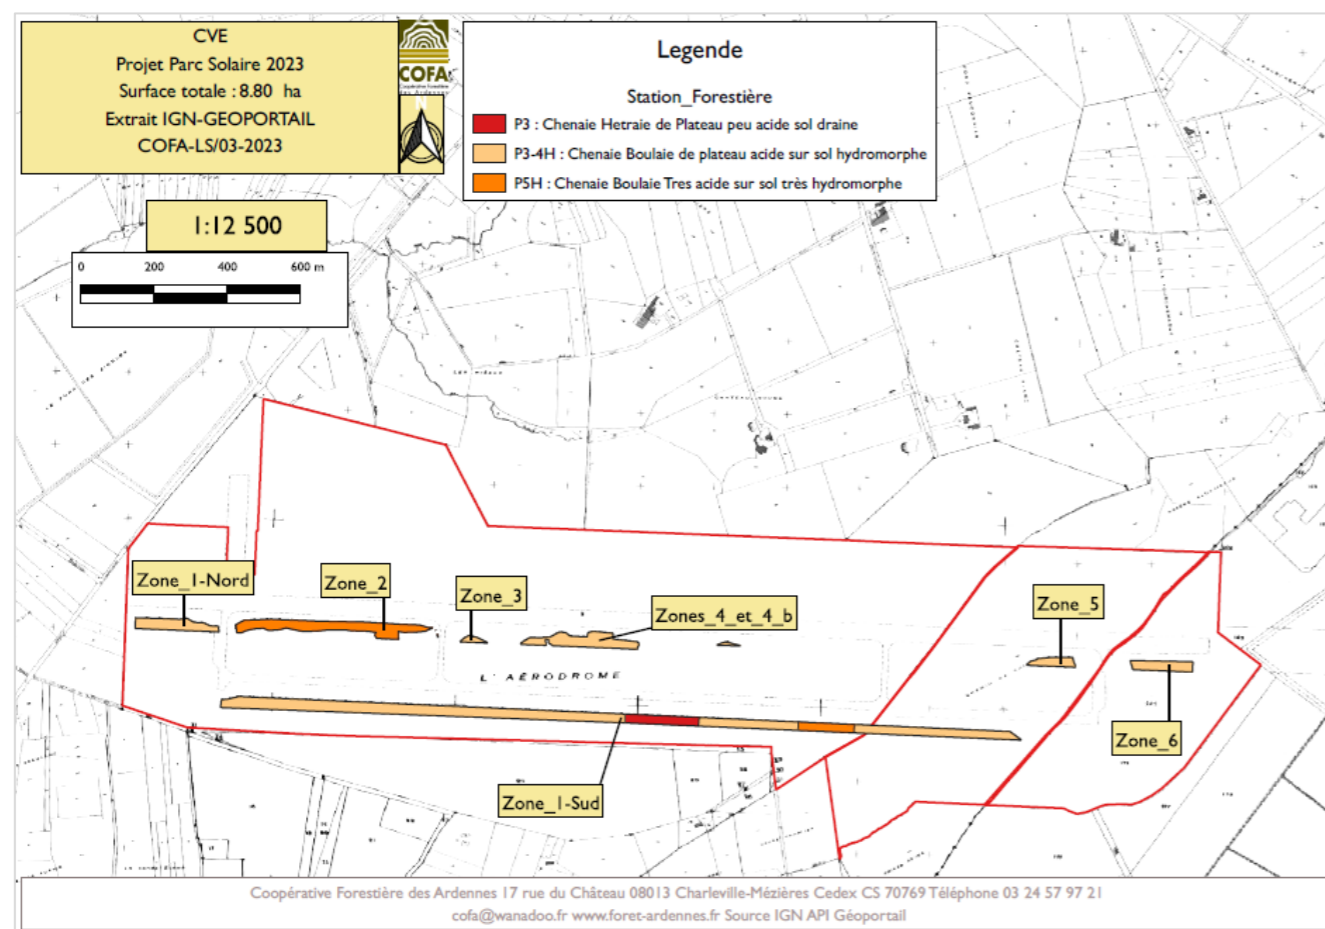 CVE
Projet Parc Solaire 2023
Surface totale : 8.80 ha
Extrait IGN-GEOPORTAIL
COFA-LS/03-2023
COFA
Coopérative Forestière
des Ardennes
N
Legende
Station_Forestière
P3 : Chenaie Hetraie de Plateau peu acide sol draine
P3-4H : Chenaie Boulaie de plateau acide sur sol hydromorphe
P5H : Chenaie Boulaie Tres acide sur sol très hydromorphe
1:12 500
0 200 400 600 m
Zone_1-Nord
Zone_2
Zone_3
Zones_4_et_4_b
Zone_5
L' AÉRODROME
Zone_6
Zone_1-Sud
Coopérative Forestière des Ardennes 17 rue du Château 08013 Charleville-Mézières Cedex CS 70769 Téléphone 03 24 57 97 21
cofa@wanadoo.fr www.foret-ardennes.fr Source IGN API Géoportail